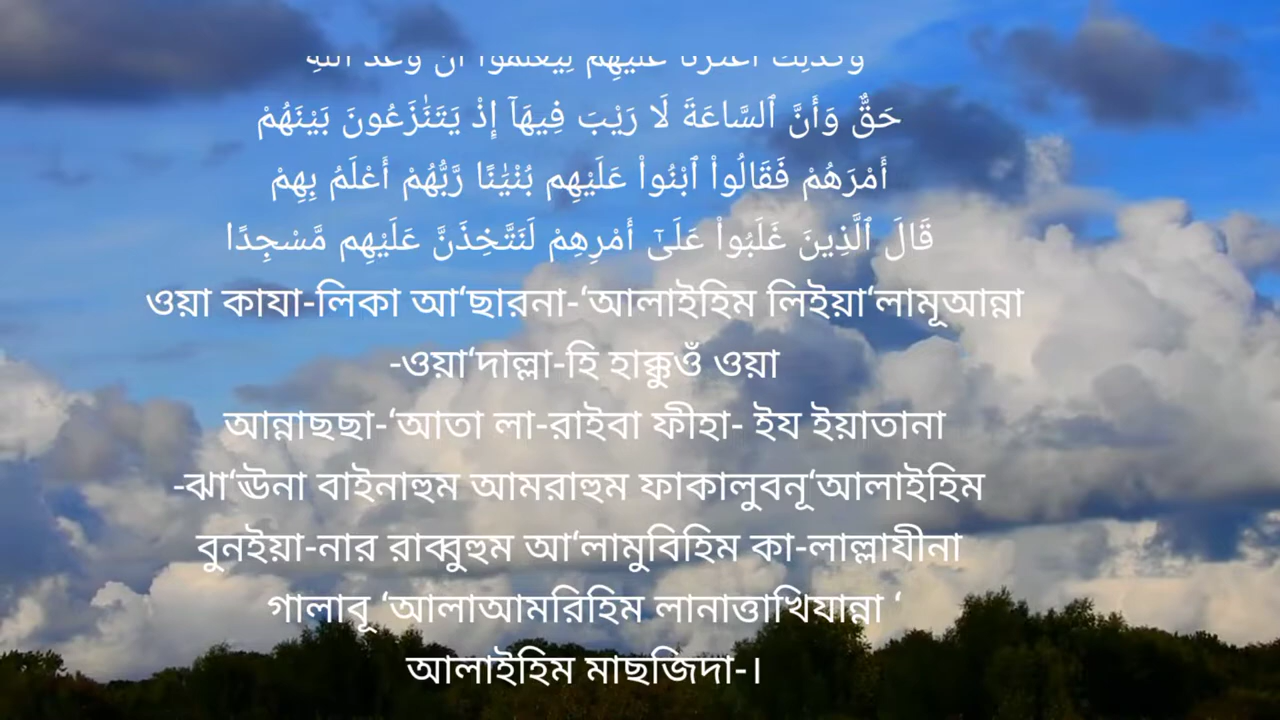 حَقٌّ وَأَنَّ ٱلسَّاعَةَ لَا رَيْبَ فِيهَآ إِذْ يَتَنَٰزَعُونَ بَيْنَهُمْ
أَمْرَهُمْ فَقَالُوا۟ ٱبْنُوا۟ عَلَيْهِم بُنْيَٰنًا رَّبُّهُمْ أَعْلَمُ بِهِمْ
قَالَ ٱلَّذِينَ غَلَبُوا۟ عَلَىٰٓ أَمْرِهِمْ لَنَتَّخِذَنَّ عَلَيْهِم مَّسْجِدًا
ওয়া কাযা-লিকা আ‘ছারনা-‘আলাইহিম লিইয়া‘লামূআন্না
-ওয়া‘দাল্লা-হি হাক্কুওঁ ওয়া
আন্নাছছা-‘আতা লা-রাইবা ফীহা- ইয ইয়াতানা
-ঝা‘ঊনা বাইনাহুম আমরাহুম ফাকালুবনূ‘আলাইহিম
বুনইয়া-নার রাব্বুহুম আ‘লামুবিহিম কা-লাল্লাযীনা
গালাবূ ‘আলাআমরিহিম লানাত্তাখিযান্না ‘
আলাইহিম মাছজিদা-।